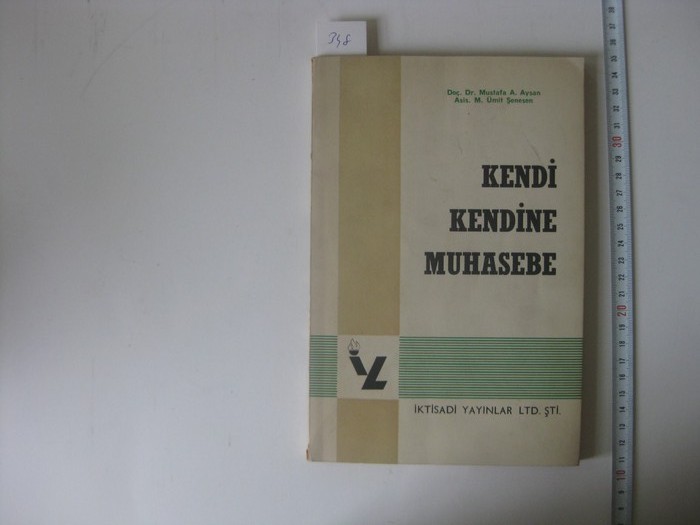 348
Doç. Dr. Mustafa A. Aysan
Asis. M. Ümit Şenesen
KENDİ
KENDİNE
MUHASEBE
İKTİSADİ YAYINLAR LTD. ŞTİ.